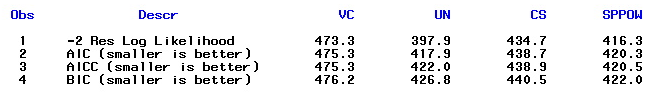 Obs Descr VC UN CS SPPOW
1 -2 Res Log Likelihood 473.3 397.9 434.7 416.3
2 AIC (smaller is better) 475.3 417.9 438.7 420.3
3 AICC (smaller is better) 475.3 422.0 438.9 420.5
4 BIC (smaller is better) 476.2 426.8 440.5 422.0